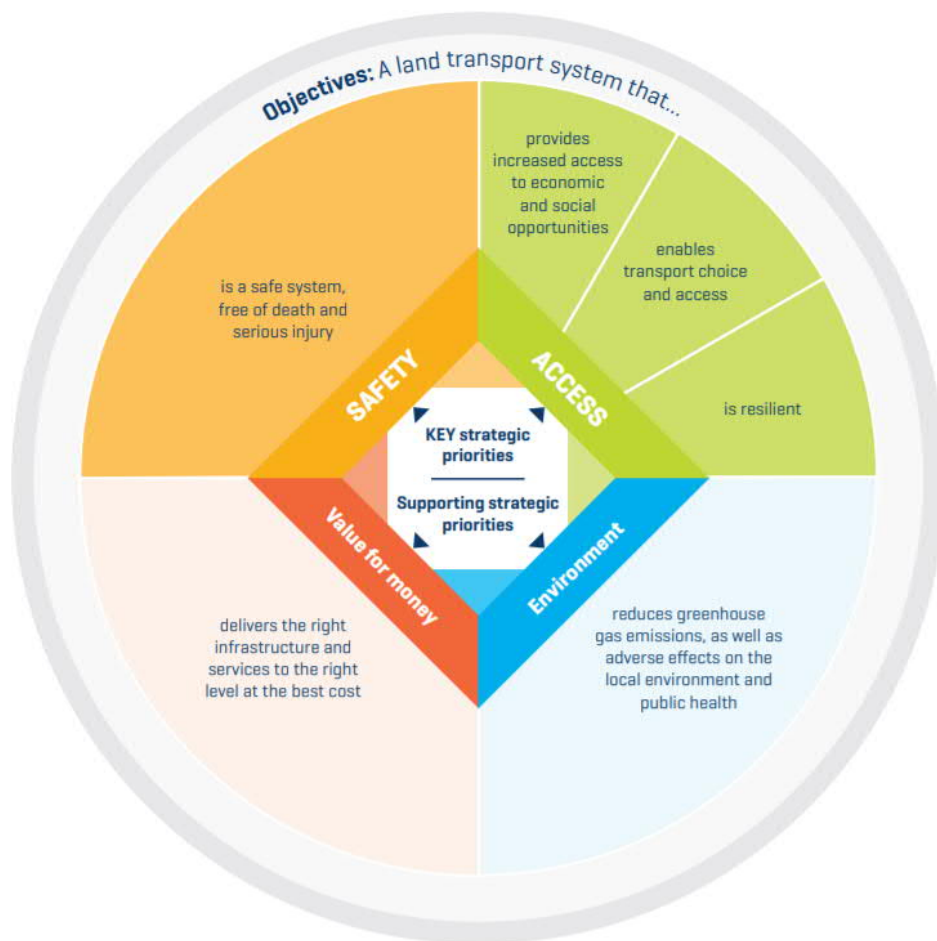 Objectives: A land transport system that...
provides
increased access
to economic
and social
opportunities
enables
transport choice
and access
is resilient
is a safe system,
free of death and
serious injury
SAFETY
ACCESS
KEY strategic
priorities
Supporting strategic
priorities
Value for money
Environment
delivers the right
infrastructure and
services to the right
level at the best cost
reduces greenhouse
gas emissions, as well as
adverse effects on the
local environment and
public health